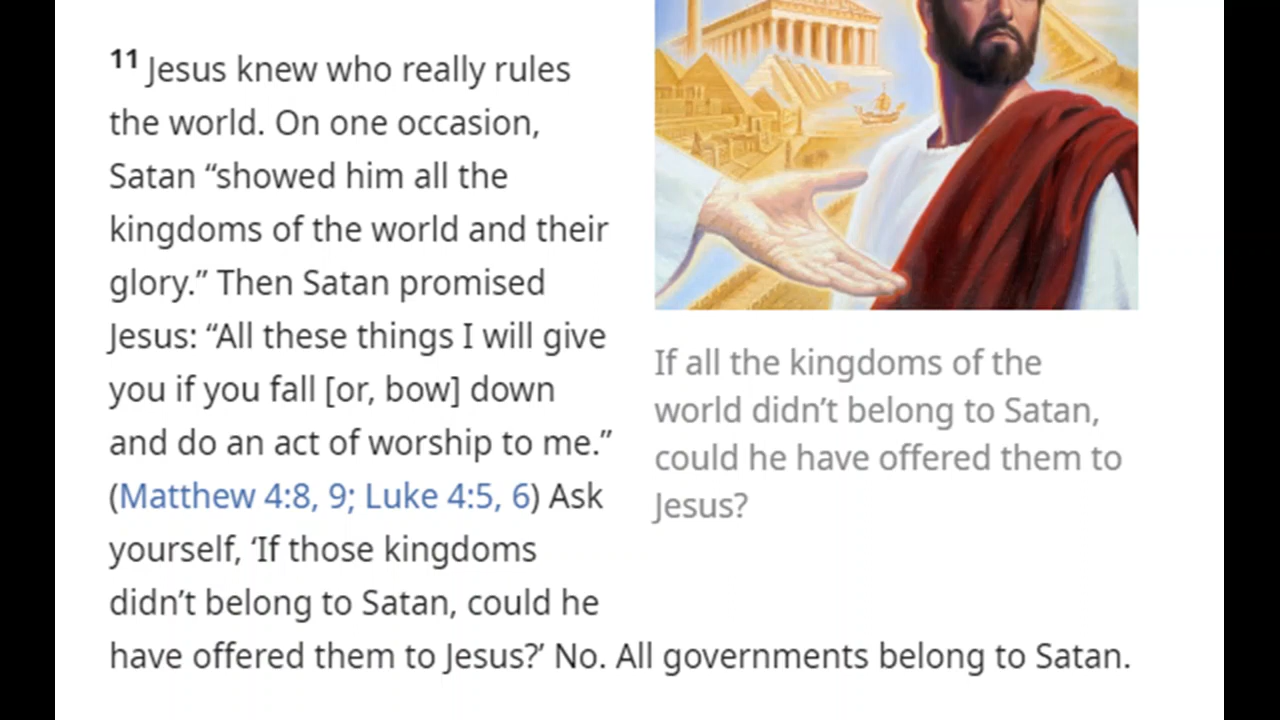 11 Jesus knew who really rules
the world. On one occasion,
Satan “showed him all the
kingdoms of the world and their
glory.” Then Satan promised
Jesus: “All these things I will give
you if you fall [or, bow] down
and do an act of worship to me.”
(Matthew 4:8, 9; Luke 4:5, 6) Ask
yourself, ‘If those kingdoms
didn’t belong to Satan, could he
have offered them to Jesus?’ No. All governments belong to Satan.
If all the kingdoms of the
world didn’t belong to Satan,
could he have offered them to
Jesus?